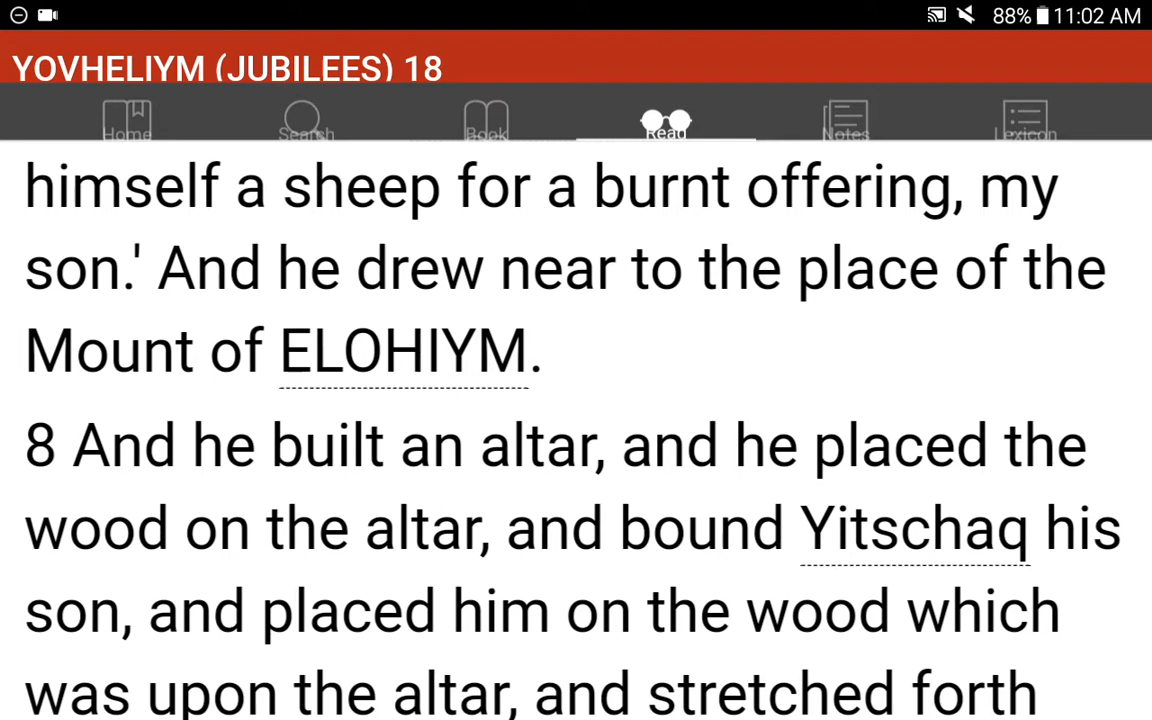 88% 11:02 AM
YOVHELIYM (JUBILEES) 18
Home Search Book Read Notes Lexicon
himself a sheep for a burnt offering, my
son.' And he drew near to the place of the
Mount of ELOHIYM.
8 And he built an altar, and he placed the
wood on the altar, and bound Yitschaq his
son, and placed him on the wood which
was upon the altar, and stretched forth